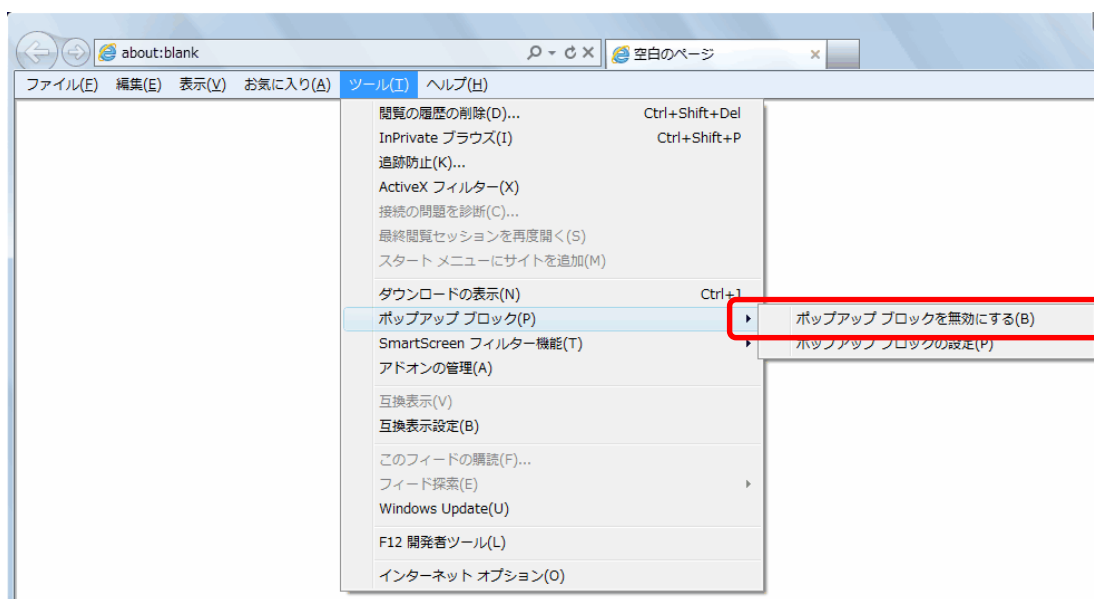 about:blank
空白のページ
ファイル(F) 編集(E) 表示(V) お気に入り(A) ツール(T) ヘルプ(H)
閲覧の履歴の削除(D)... Ctrl+Shift+Del
InPrivate ブラウズ(I) Ctrl+Shift+P
追跡防止(K)...
ActiveX フィルター(X)
接続の問題を診断(C)...
最終閲覧セッションを再度開く(S)
スタート メニューにサイトを追加(M)
ダウンロードの表示(N) Ctrl+J
ポップアップ ブロック(P)
ポップアップ ブロックを無効にする(B)
SmartScreen フィルター機能(T)
ポップアップ ブロックの設定(P)
アドオンの管理(A)
互換表示(V)
互換表示設定(B)
このフィードの購読(F)...
フィード探索(E)
Windows Update(U)
F12 開発者ツール(L)
インターネット オプション(O)